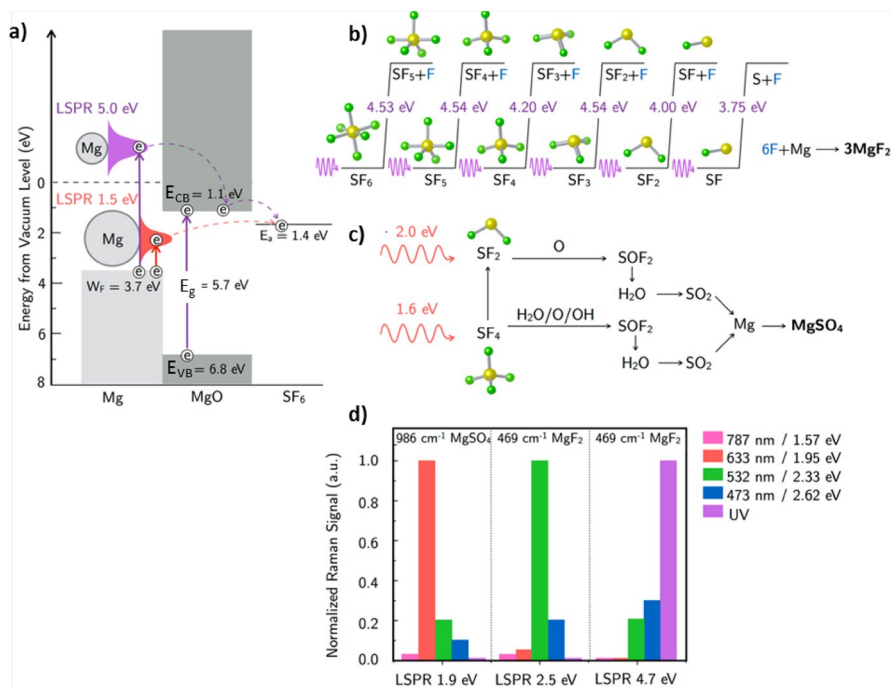 a)
Energy from Vacuum Level (eV)
0
2
4
6
8
LSPR 5.0 eV
Mg
e
LSPR 1.5 eV
Mg
e
e e
W_F = 3.7 eV
E_CB = 1.1 eV
e e
E_g = 5.7 eV
e
E_VB = 6.8 eV
e
E_a = 1.4 eV
Mg MgO SF₆
b)
SF₅+F SF₄+F SF₃+F SF₂+F SF+F S+F
4.53 eV 4.54 eV 4.20 eV 4.54 eV 4.00 eV 3.75 eV
SF₆ SF₅ SF₄ SF₃ SF₂ SF
6F+Mg → 3MgF₂
c)
2.0 eV
SF₂
O
SOF₂
H₂O → SO₂
1.6 eV
SF₄
H₂O/O/OH
SOF₂
H₂O → SO₂
Mg → MgSO₄
d)
986 cm⁻¹ MgSO₄ 469 cm⁻¹ MgF₂ 469 cm⁻¹ MgF₂
Normalized Raman Signal (a.u.)
1.0
0.8
0.6
0.4
0.2
0.0
LSPR 1.9 eV LSPR 2.5 eV LSPR 4.7 eV
787 nm / 1.57 eV
633 nm / 1.95 eV
532 nm / 2.33 eV
473 nm / 2.62 eV
UV